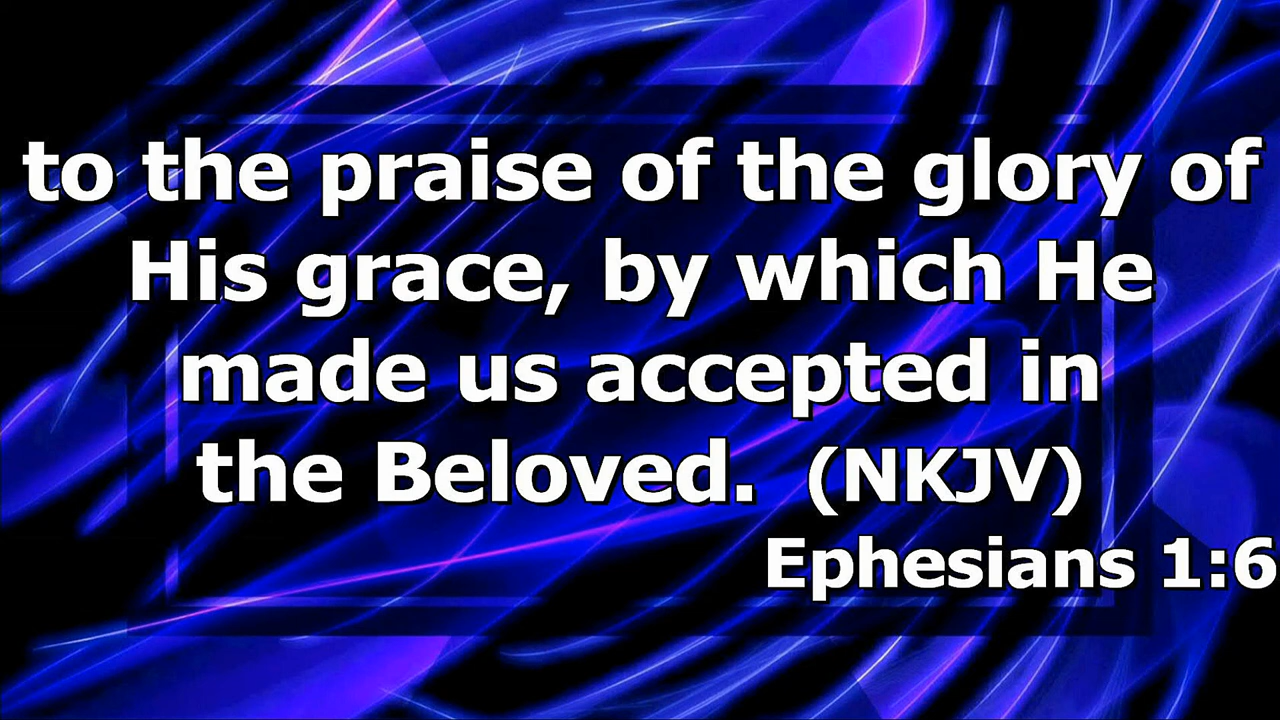 to the praise of the glory of
His grace, by which He
made us accepted in
the Beloved. (NKJV)
Ephesians 1:6